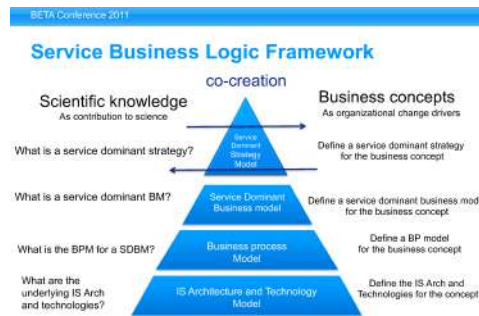 BETA Conference 2011
Service Business Logic Framework
co-creation
Scientific knowledge
As contribution to science
Business concepts
As organizational change drivers
Service
Dominant
Strategy
Model
What is a service dominant strategy?
Define a service dominant strategy
for the business concept
What is a service dominant BM?
Service Dominant
Business model
Define a service dominant business mod
for the business concept
What is the BPM for a SDBM?
Business process
Model
Define a BP model
for the business concept
What are the
underlying IS Arch
and technologies?
IS Architecture and Technology
Model
Define the IS Arch and
Technologies for the concept